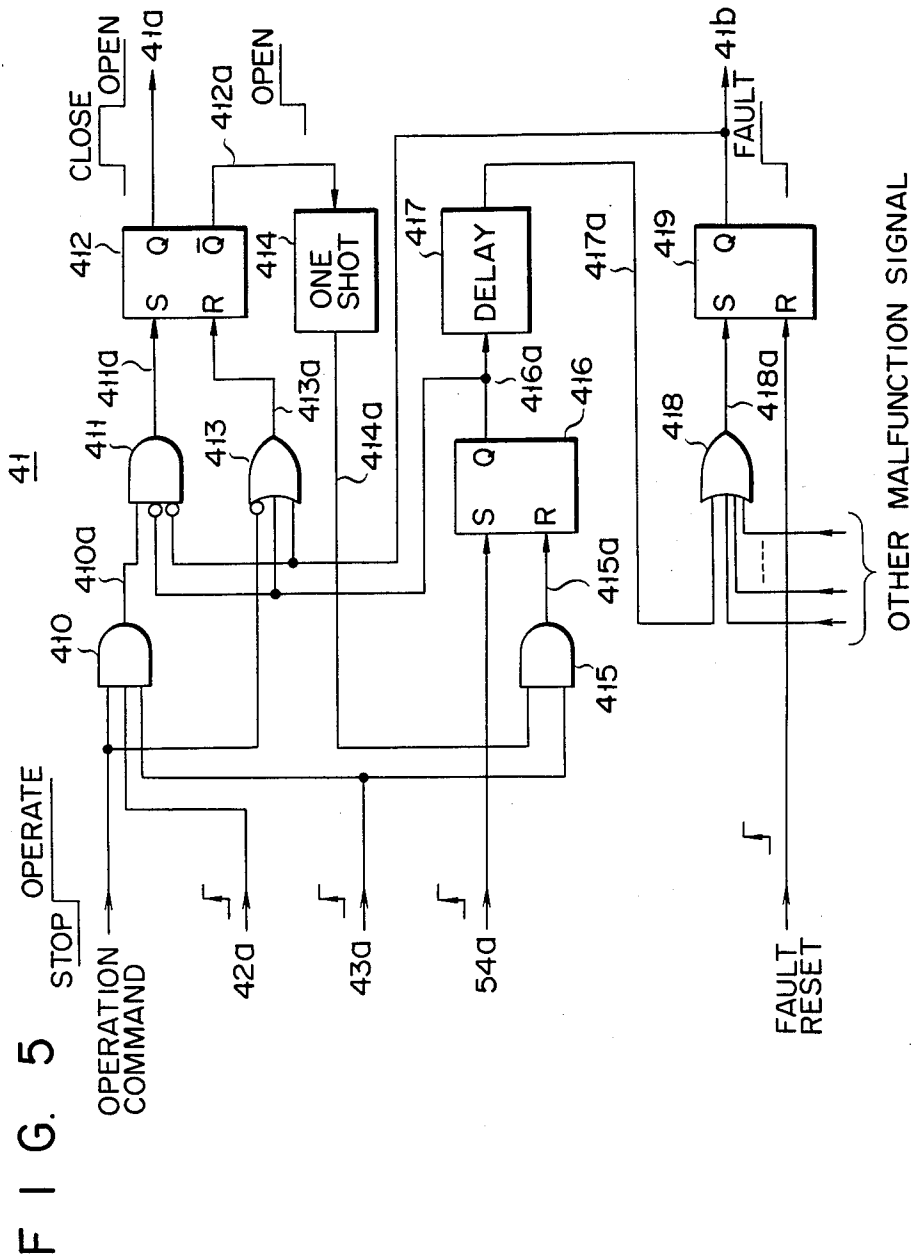 FIG. 5
41
STOP OPERATE
OPERATION
COMMAND
42a
43a
54a
FAULT
RESET
410
410a
411
411a
412
S Q
R Q̅
CLOSE
OPEN
41a
412a
OPEN
413
413a
414
ONE
SHOT
414a
415
415a
416
S Q
R
416a
417
DELAY
417a
418
418a
419
S Q
R
FAULT
41b
OTHER MALFUNCTION SIGNAL